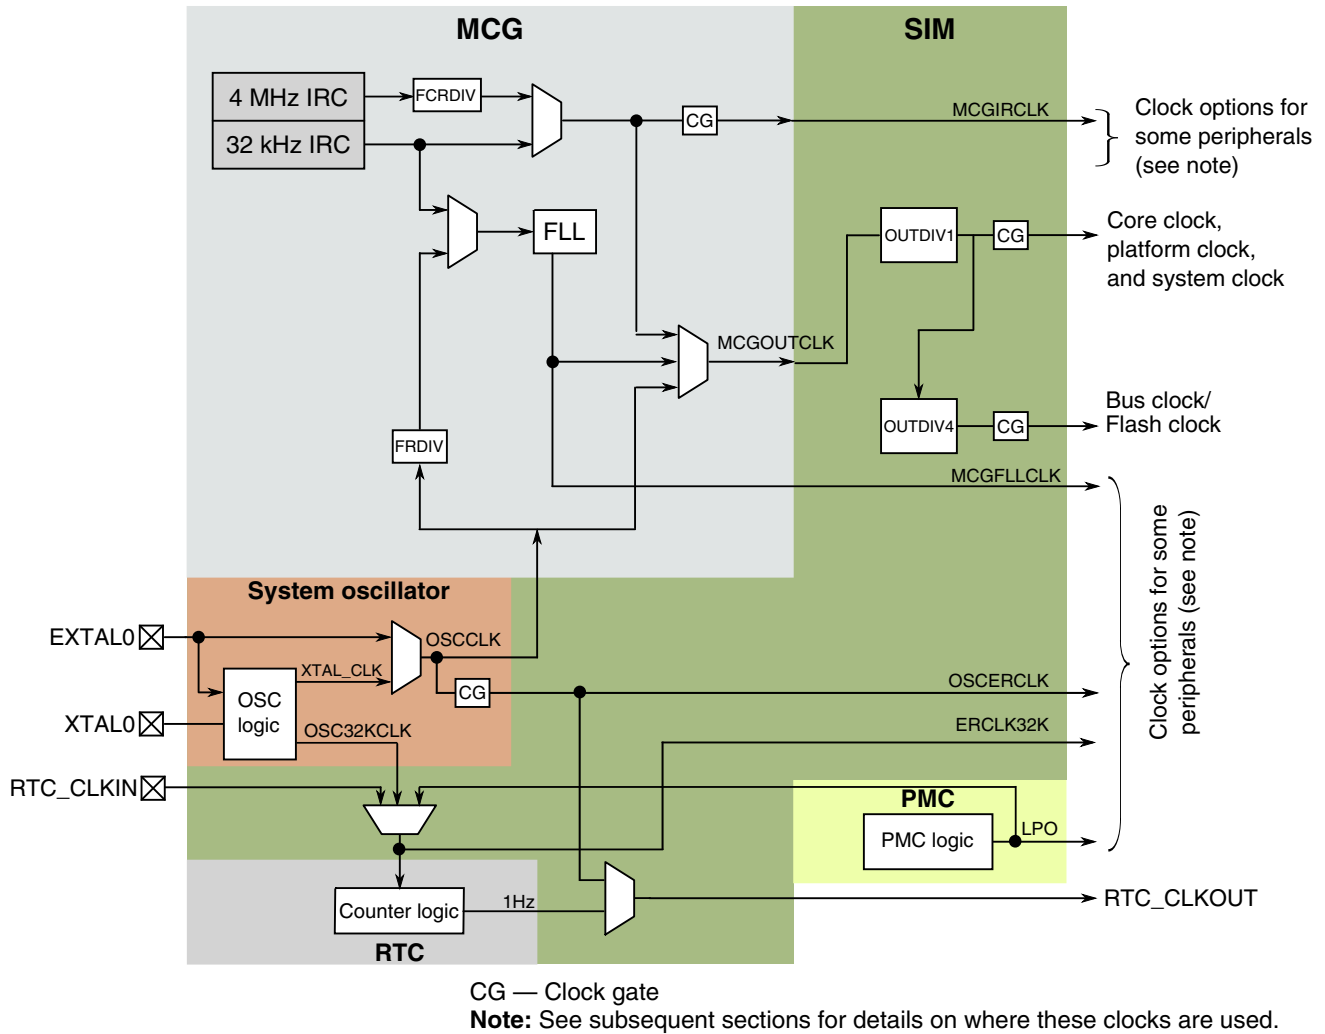 MCG
SIM
4 MHz IRC
FCRDIV
32 kHz IRC
CG
MCGIRCLK
Clock options for
some peripherals
(see note)
FLL
OUTDIV1
CG
Core clock,
platform clock,
and system clock
MCGOUTCLK
FRDIV
OUTDIV4
CG
Bus clock/
Flash clock
MCGFLLCLK
Clock options for some
peripherals (see note)
System oscillator
EXTAL0
OSCCLK
XTAL_CLK
OSC
logic
CG
OSCERCLK
XTAL0
OSC32KCLK
ERCLK32K
RTC_CLKIN
PMC
PMC logic
LPO
Counter logic
1Hz
RTC_CLKOUT
RTC
CG — Clock gate
Note: See subsequent sections for details on where these clocks are used.